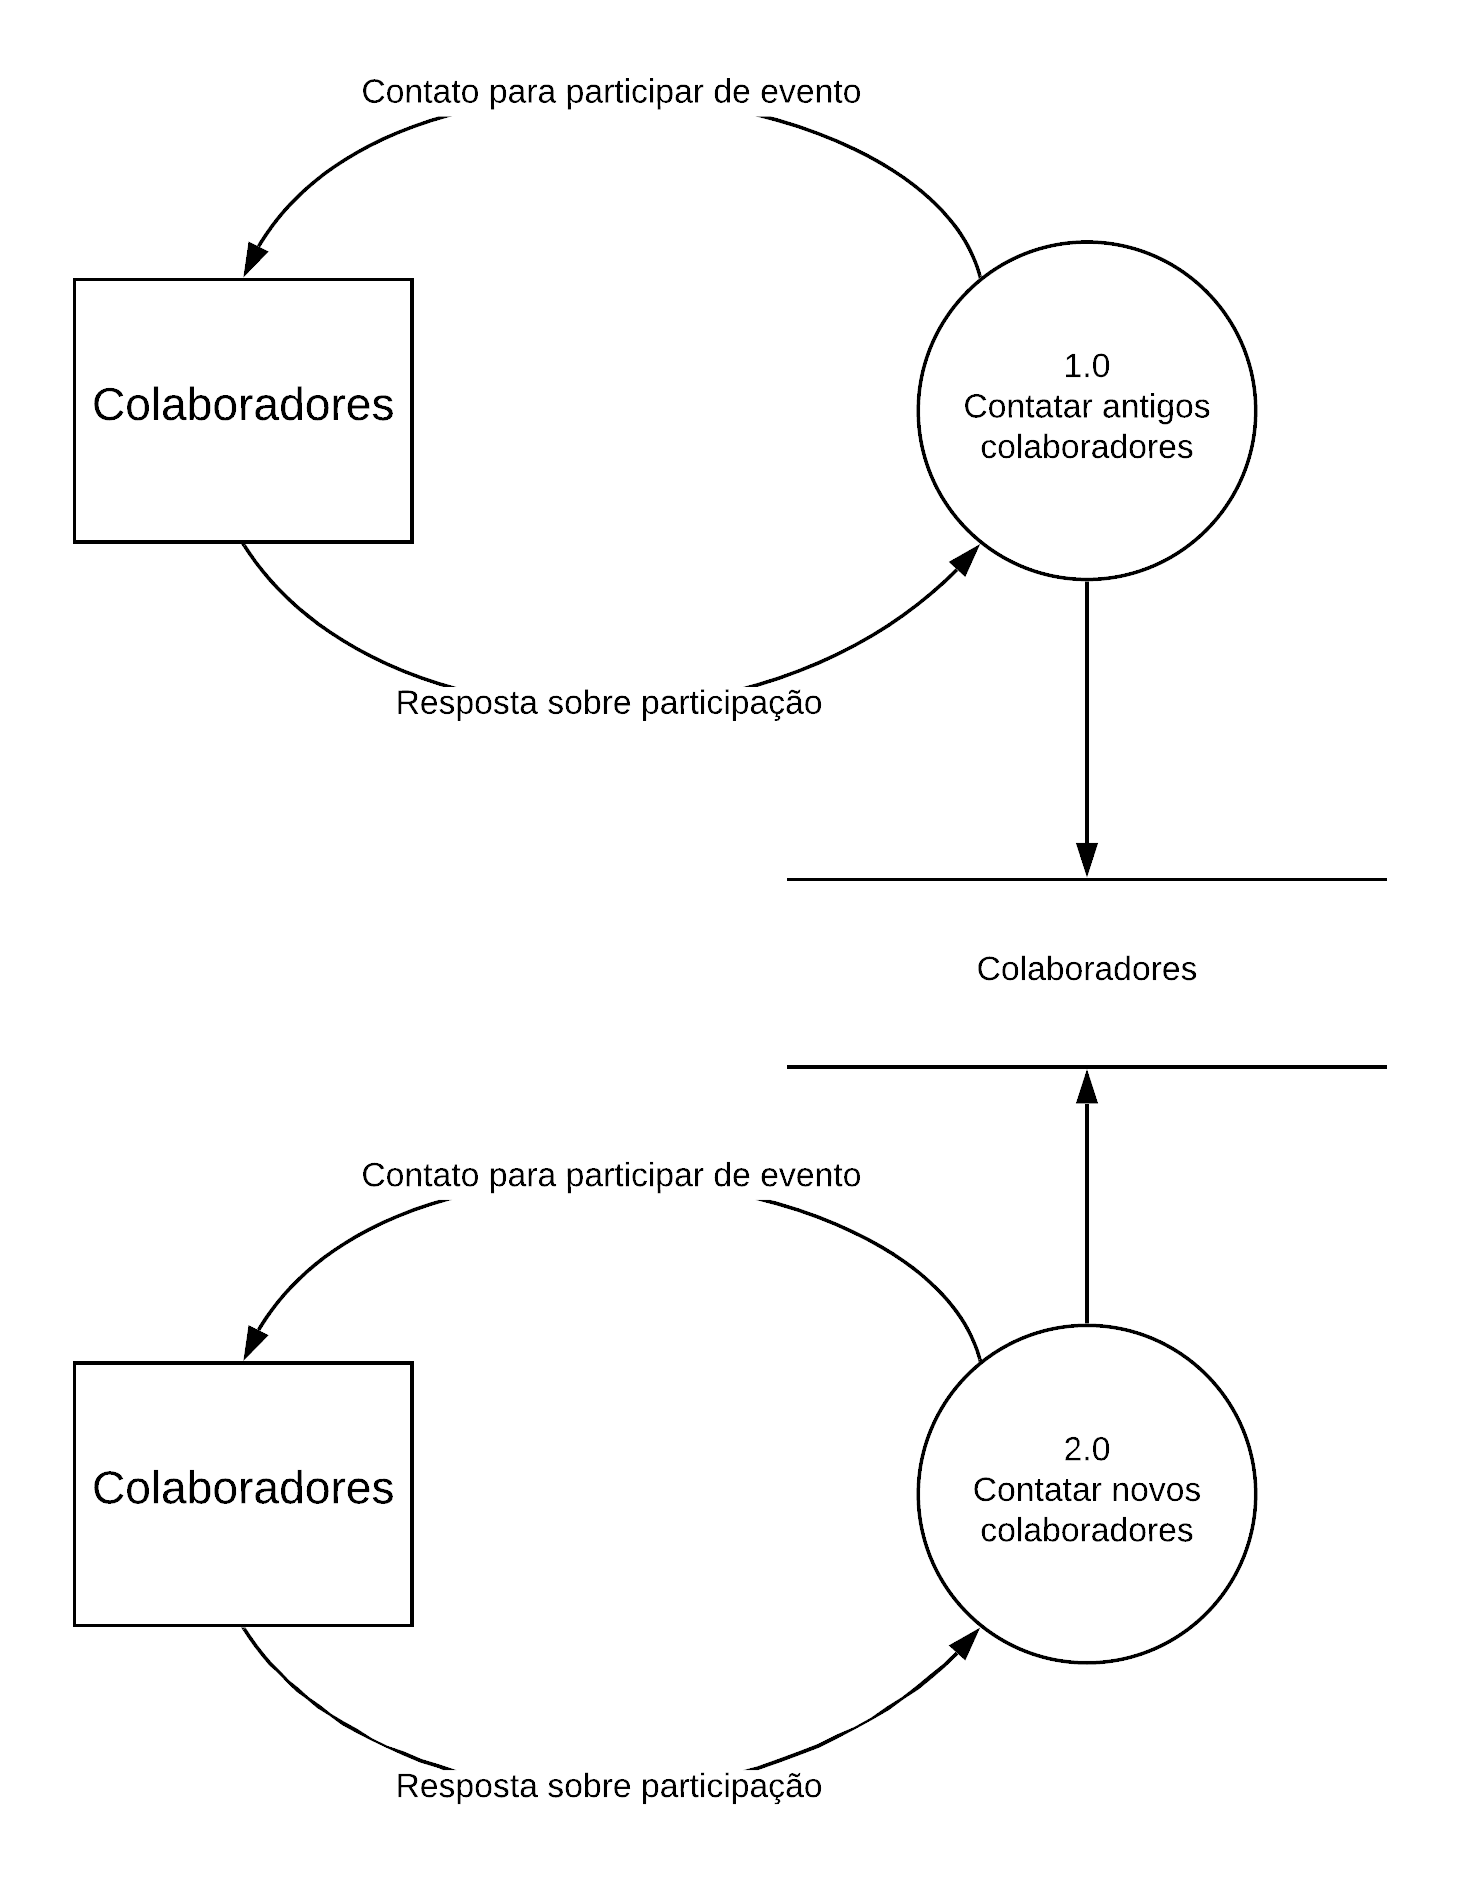 Contato para participar de evento
Colaboradores
1.0
Contatar antigos
colaboradores
Resposta sobre participação
Colaboradores
Contato para participar de evento
Colaboradores
2.0
Contatar novos
colaboradores
Resposta sobre participação